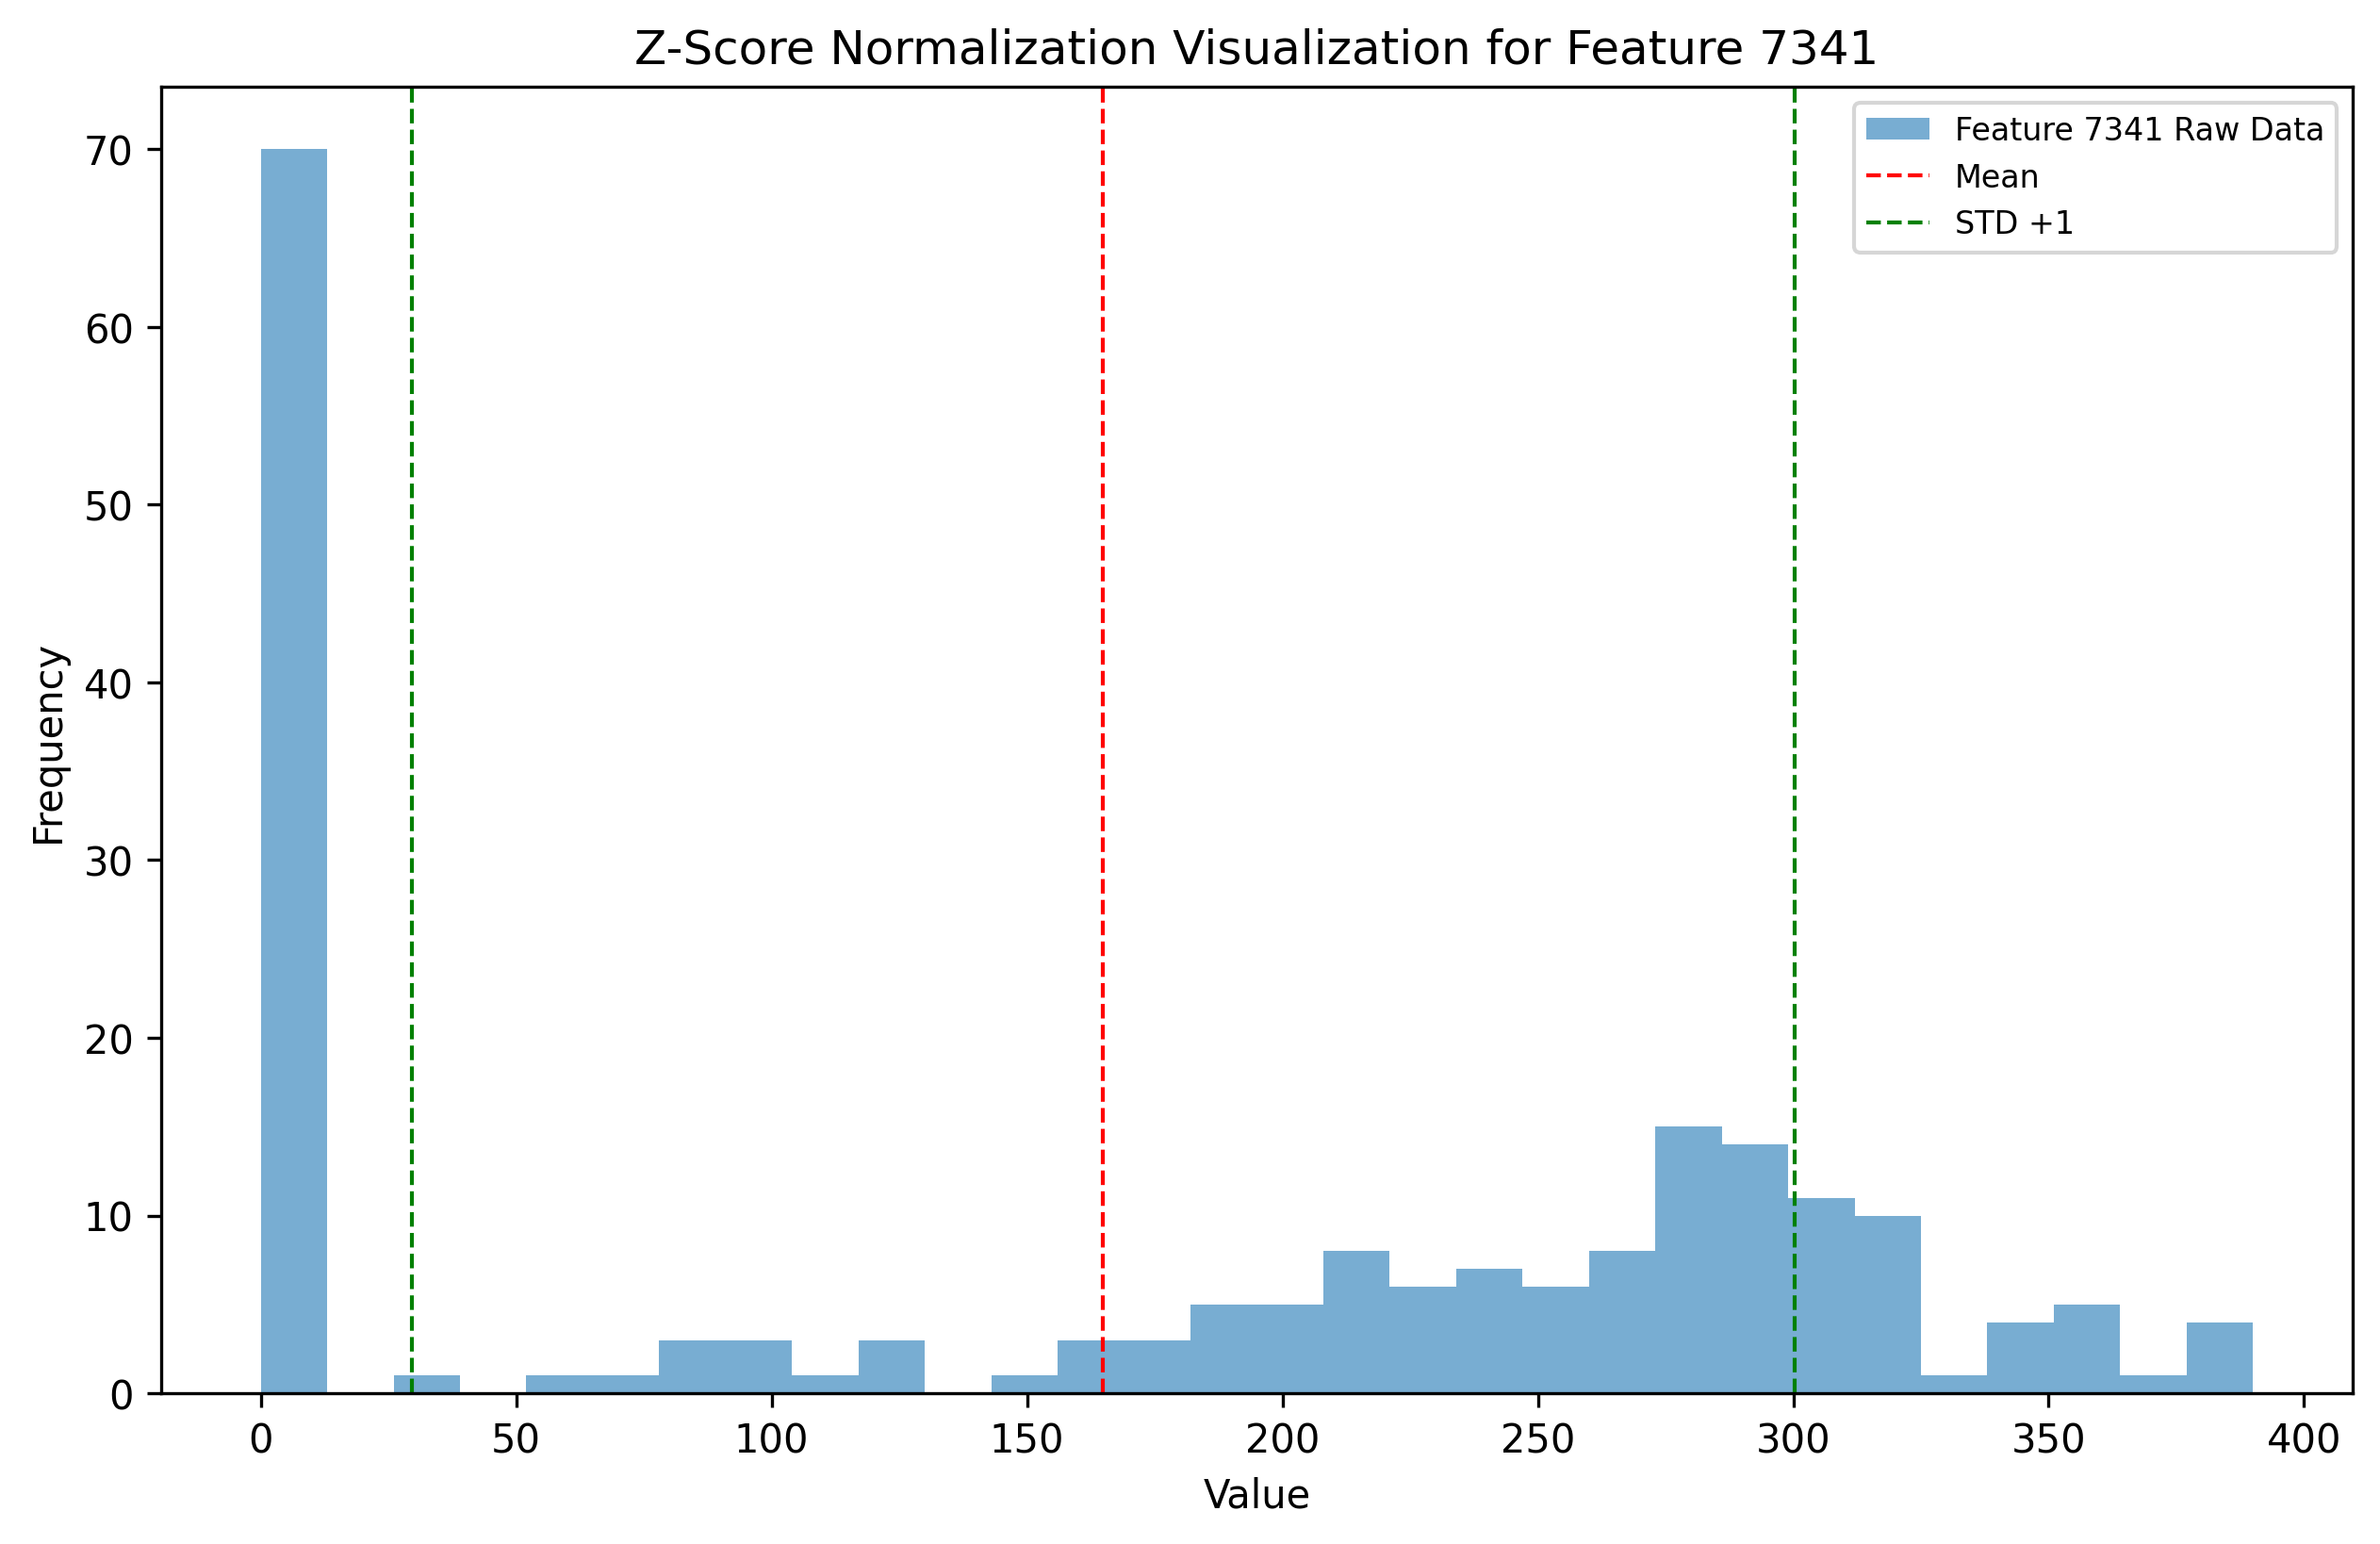 Z-Score Normalization Visualization for Feature 7341
Feature 7341 Raw Data
Mean
STD +1
Frequency
70
60
50
40
30
20
10
0
0 50 100 150 200 250 300 350 400
Value